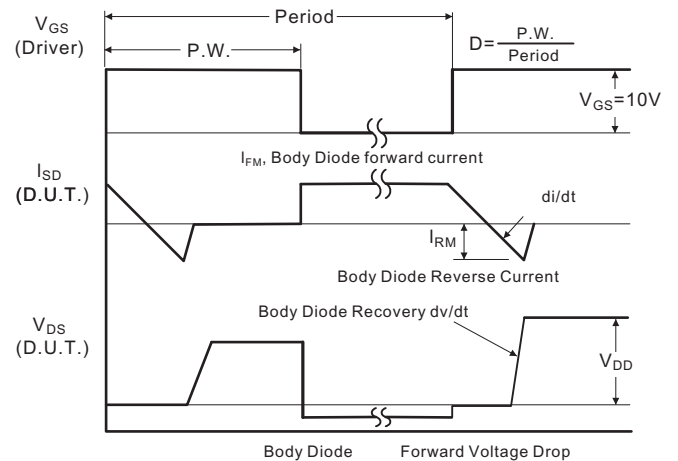 V_GS
(Driver)
Period
P.W.
D= P.W.
Period
V_GS=10V
I_FM, Body Diode forward current
I_SD
(D.U.T.)
di/dt
I_RM
Body Diode Reverse Current
Body Diode Recovery dv/dt
V_DS
(D.U.T.)
V_DD
Body Diode Forward Voltage Drop